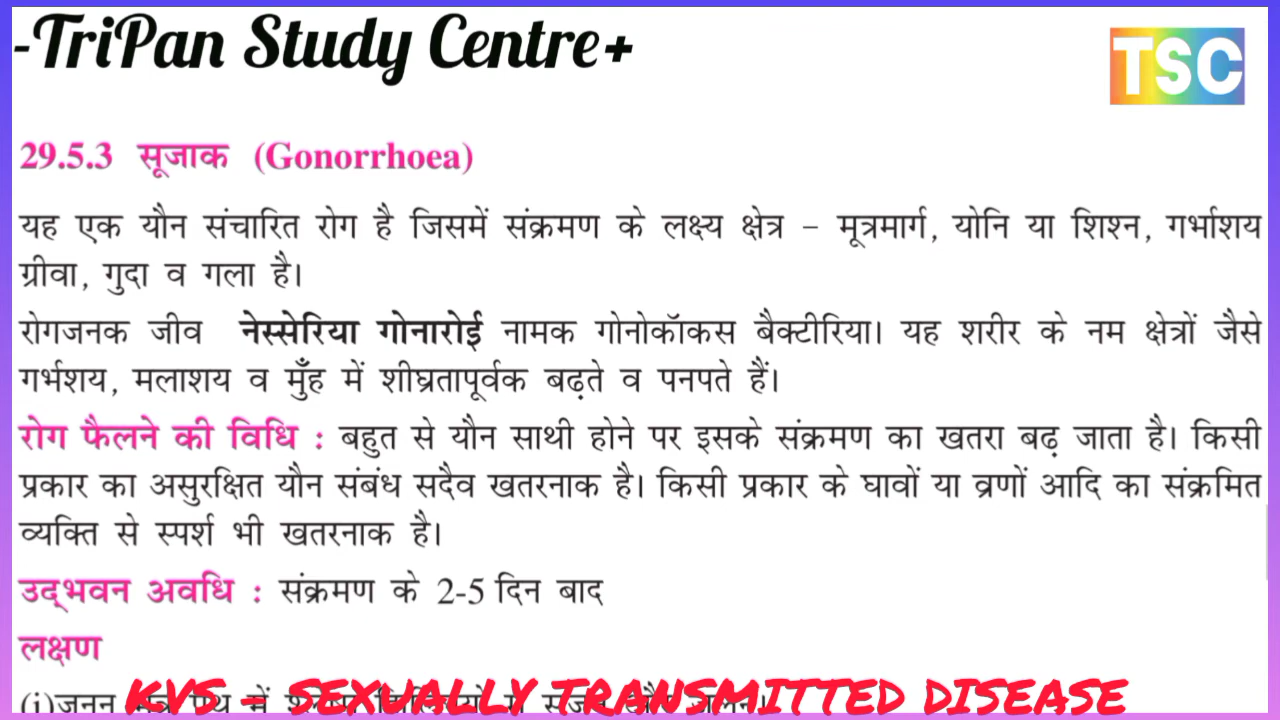 -TriPan Study Centre+
TSC
29.5.3 सूजाक (Gonorrhoea)
यह एक यौन संचारित रोग है जिसमें संक्रमण के लक्ष्य क्षेत्र – मूत्रमार्ग, योनि या शिश्न, गर्भाशय
ग्रीवा, गुदा व गला है।
रोगजनक जीव नेस्सेरिया गोनारोई नामक गोनोकॉकस बैक्टीरिया। यह शरीर के नम क्षेत्रों जैसे
गर्भशय, मलाशय व मुँह में शीघ्रतापूर्वक बढ़ते व पनपते हैं।
रोग फैलने की विधि : बहुत से यौन साथी होने पर इसके संक्रमण का खतरा बढ़ जाता है। किसी
प्रकार का असुरक्षित यौन संबंध सदैव खतरनाक है। किसी प्रकार के घावों या व्रणों आदि का संक्रमित
व्यक्ति से स्पर्श भी खतरनाक है।
उद्भवन अवधि : संक्रमण के 2-5 दिन बाद
लक्षण
(i)जनन
KVS - SEXUALLY TRANSMITTED DISEASE